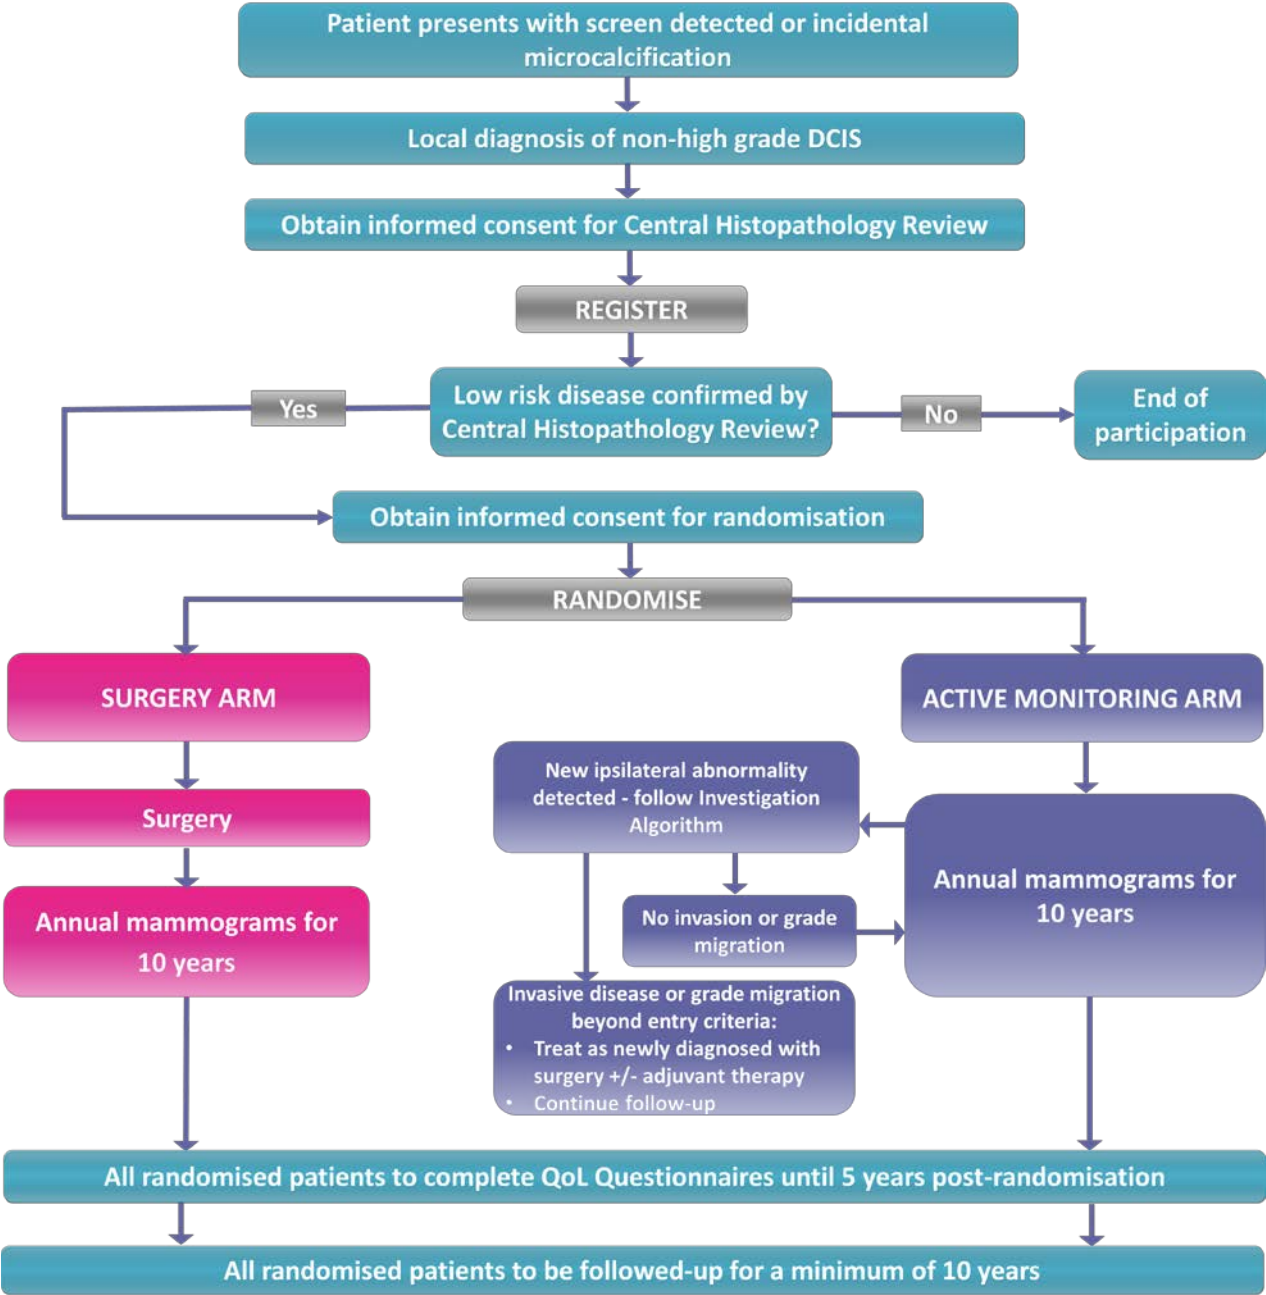 Patient presents with screen detected or incidental
microcalcification
Local diagnosis of non-high grade DCIS
Obtain informed consent for Central Histopathology Review
REGISTER
Low risk disease confirmed by
Central Histopathology Review?
Yes
No
End of
participation
Obtain informed consent for randomisation
RANDOMISE
SURGERY ARM
Surgery
Annual mammograms for
10 years
ACTIVE MONITORING ARM
Annual mammograms for
10 years
New ipsilateral abnormality
detected - follow Investigation
Algorithm
No invasion or grade
migration
Invasive disease or grade migration
beyond entry criteria:
• Treat as newly diagnosed with
surgery +/- adjuvant therapy
• Continue follow-up
All randomised patients to complete QoL Questionnaires until 5 years post-randomisation
All randomised patients to be followed-up for a minimum of 10 years